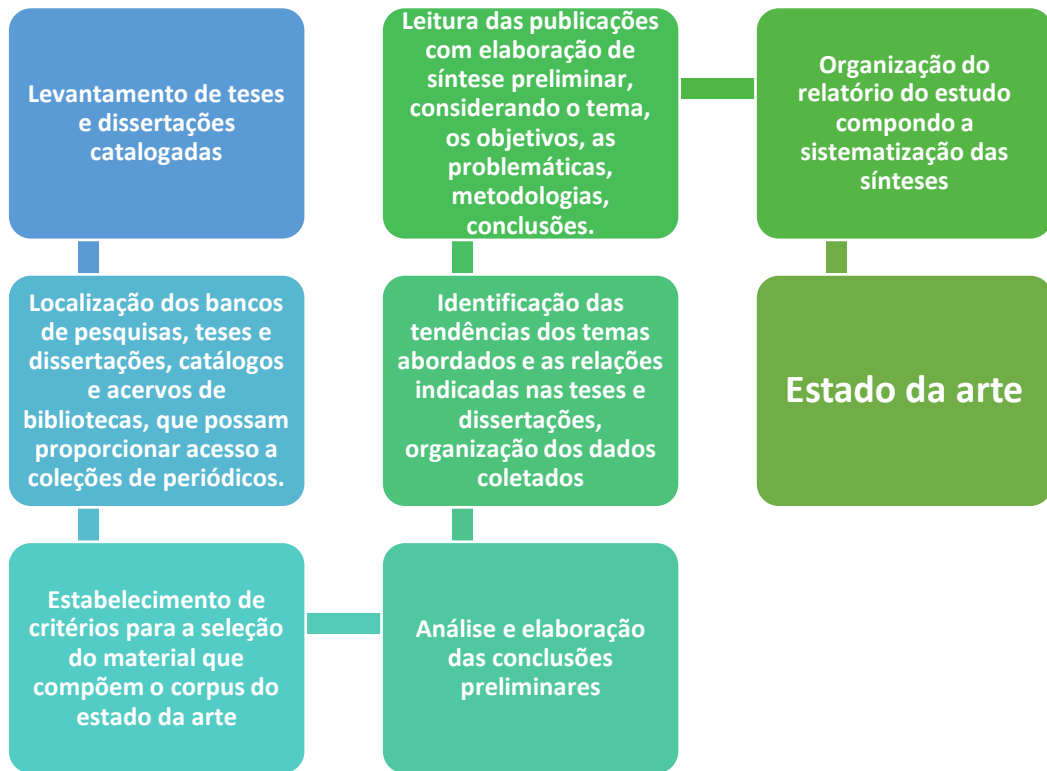 Levantamento de teses
e dissertações
catalogadas
Localização dos bancos
de pesquisas, teses e
dissertações, catálogos
e acervos de
bibliotecas, que possam
proporcionar acesso a
coleções de periódicos.
Estabelecimento de
critérios para a seleção
do material que
compõem o corpus do
estado da arte
Análise e elaboração
das conclusões
preliminares
Identificação das
tendências dos temas
abordados e as relações
indicadas nas teses e
dissertações,
organização dos dados
coletados
Leitura das publicações
com elaboração de
síntese preliminar,
considerando o tema,
os objetivos, as
problemáticas,
metodologias,
conclusões.
Organização do
relatório do estudo
compondo a
sistematização das
sínteses
Estado da arte